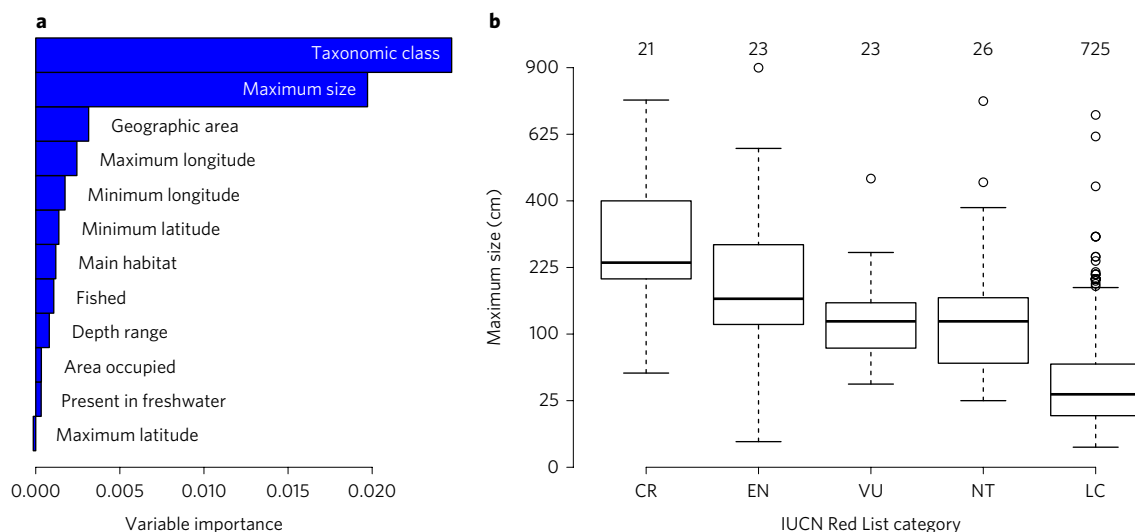 a
Taxonomic class
Maximum size
Geographic area
Maximum longitude
Minimum longitude
Minimum latitude
Main habitat
Fished
Depth range
Area occupied
Present in freshwater
Maximum latitude
0.000 0.005 0.010 0.015 0.020
Variable importance
b
21 23 23 26 725
900
625
400
225
100
25
0
Maximum size (cm)
CR EN VU NT LC
IUCN Red List category